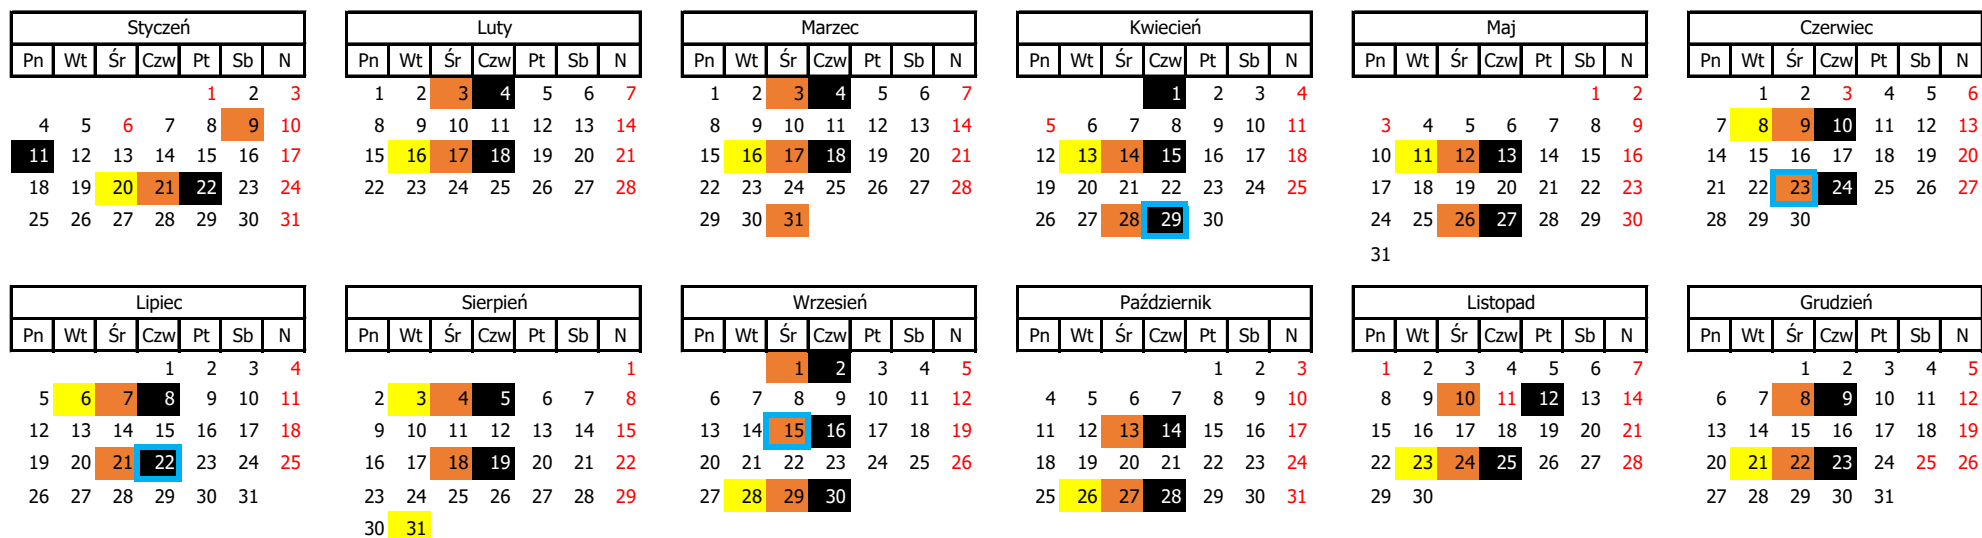 Styczeń Luty Marzec Kwiecień Maj Czerwiec
Pn Wt Śr Czw Pt Sb N Pn Wt Śr Czw Pt Sb N Pn Wt Śr Czw Pt Sb N Pn Wt Śr Czw Pt Sb N Pn Wt Śr Czw Pt Sb N Pn Wt Śr Czw Pt Sb N
1 2 3 1 2 3 4 5 6 7 1 2 3 4 5 6 7 1 2 3 4 1 2 1 2 3 4 5 6
4 5 6 7 8 9 10 8 9 10 11 12 13 14 8 9 10 11 12 13 14 5 6 7 8 9 10 11 3 4 5 6 7 8 9 7 8 9 10 11 12 13
11 12 13 14 15 16 17 15 16 17 18 19 20 21 15 16 17 18 19 20 21 12 13 14 15 16 17 18 10 11 12 13 14 15 16 14 15 16 17 18 19 20
18 19 20 21 22 23 24 22 23 24 25 26 27 28 22 23 24 25 26 27 28 19 20 21 22 23 24 25 17 18 19 20 21 22 23 21 22 23 24 25 26 27
25 26 27 28 29 30 31 29 30 31 26 27 28 29 30 24 25 26 27 28 29 30 28 29 30
31
Lipiec Sierpień Wrzesień Październik Listopad Grudzień
Pn Wt Śr Czw Pt Sb N Pn Wt Śr Czw Pt Sb N Pn Wt Śr Czw Pt Sb N Pn Wt Śr Czw Pt Sb N Pn Wt Śr Czw Pt Sb N Pn Wt Śr Czw Pt Sb N
1 2 3 4 1 1 2 3 4 5 1 2 3 1 2 3 4 5 6 7 1 2 3 4 5
5 6 7 8 9 10 11 2 3 4 5 6 7 8 6 7 8 9 10 11 12 4 5 6 7 8 9 10 8 9 10 11 12 13 14 6 7 8 9 10 11 12
12 13 14 15 16 17 18 9 10 11 12 13 14 15 13 14 15 16 17 18 19 11 12 13 14 15 16 17 15 16 17 18 19 20 21 13 14 15 16 17 18 19
19 20 21 22 23 24 25 16 17 18 19 20 21 22 20 21 22 23 24 25 26 18 19 20 21 22 23 24 22 23 24 25 26 27 28 20 21 22 23 24 25 26
26 27 28 29 30 31 23 24 25 26 27 28 29 27 28 29 30 25 26 27 28 29 30 31 29 30 27 28 29 30 31
30 31